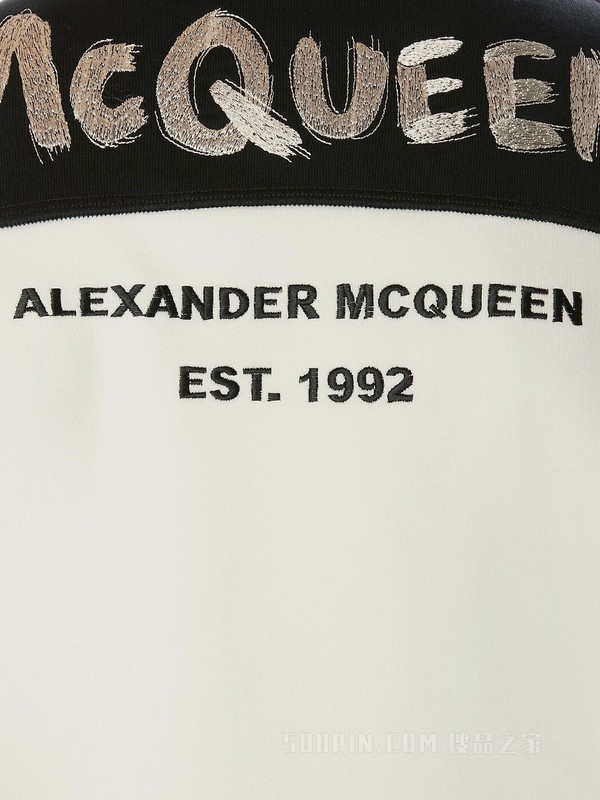 McQUEEN
ALEXANDER MCQUEEN
EST. 1992
SOUPIN.COM 搜品之家